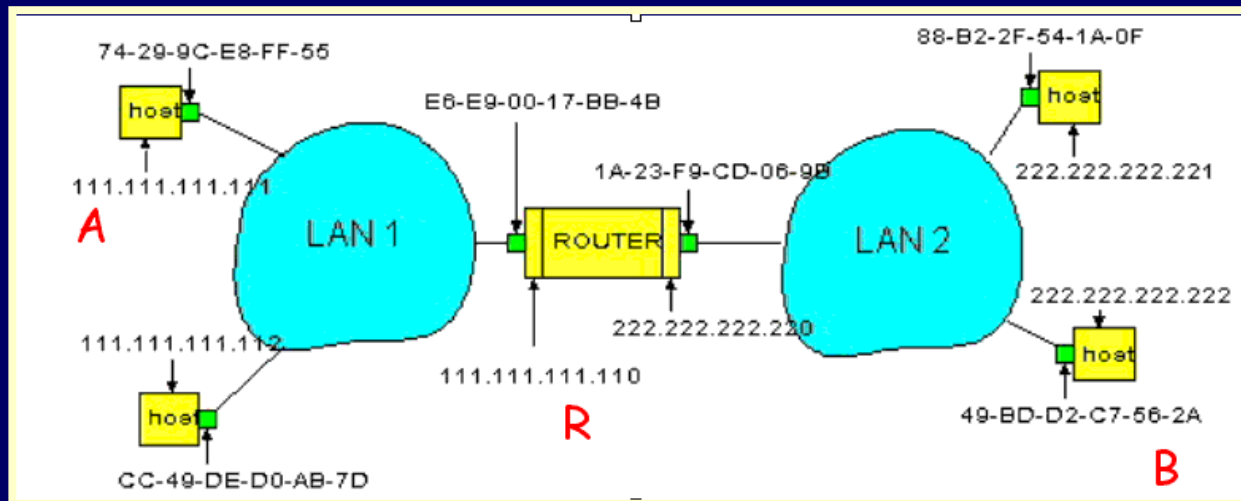 74-29-9C-E8-FF-55
88-B2-2F-54-1A-0F
host
E6-E9-00-17-BB-4B
host
111.111.111.111
1A-23-F9-CD-06-9B
222.222.222.221
A
LAN 1
ROUTER
LAN 2
222.222.222.222
111.111.111.112
222.222.222.220
host
111.111.111.110
host
R
49-BD-D2-C7-56-2A
CC-49-DE-D0-AB-7D
B